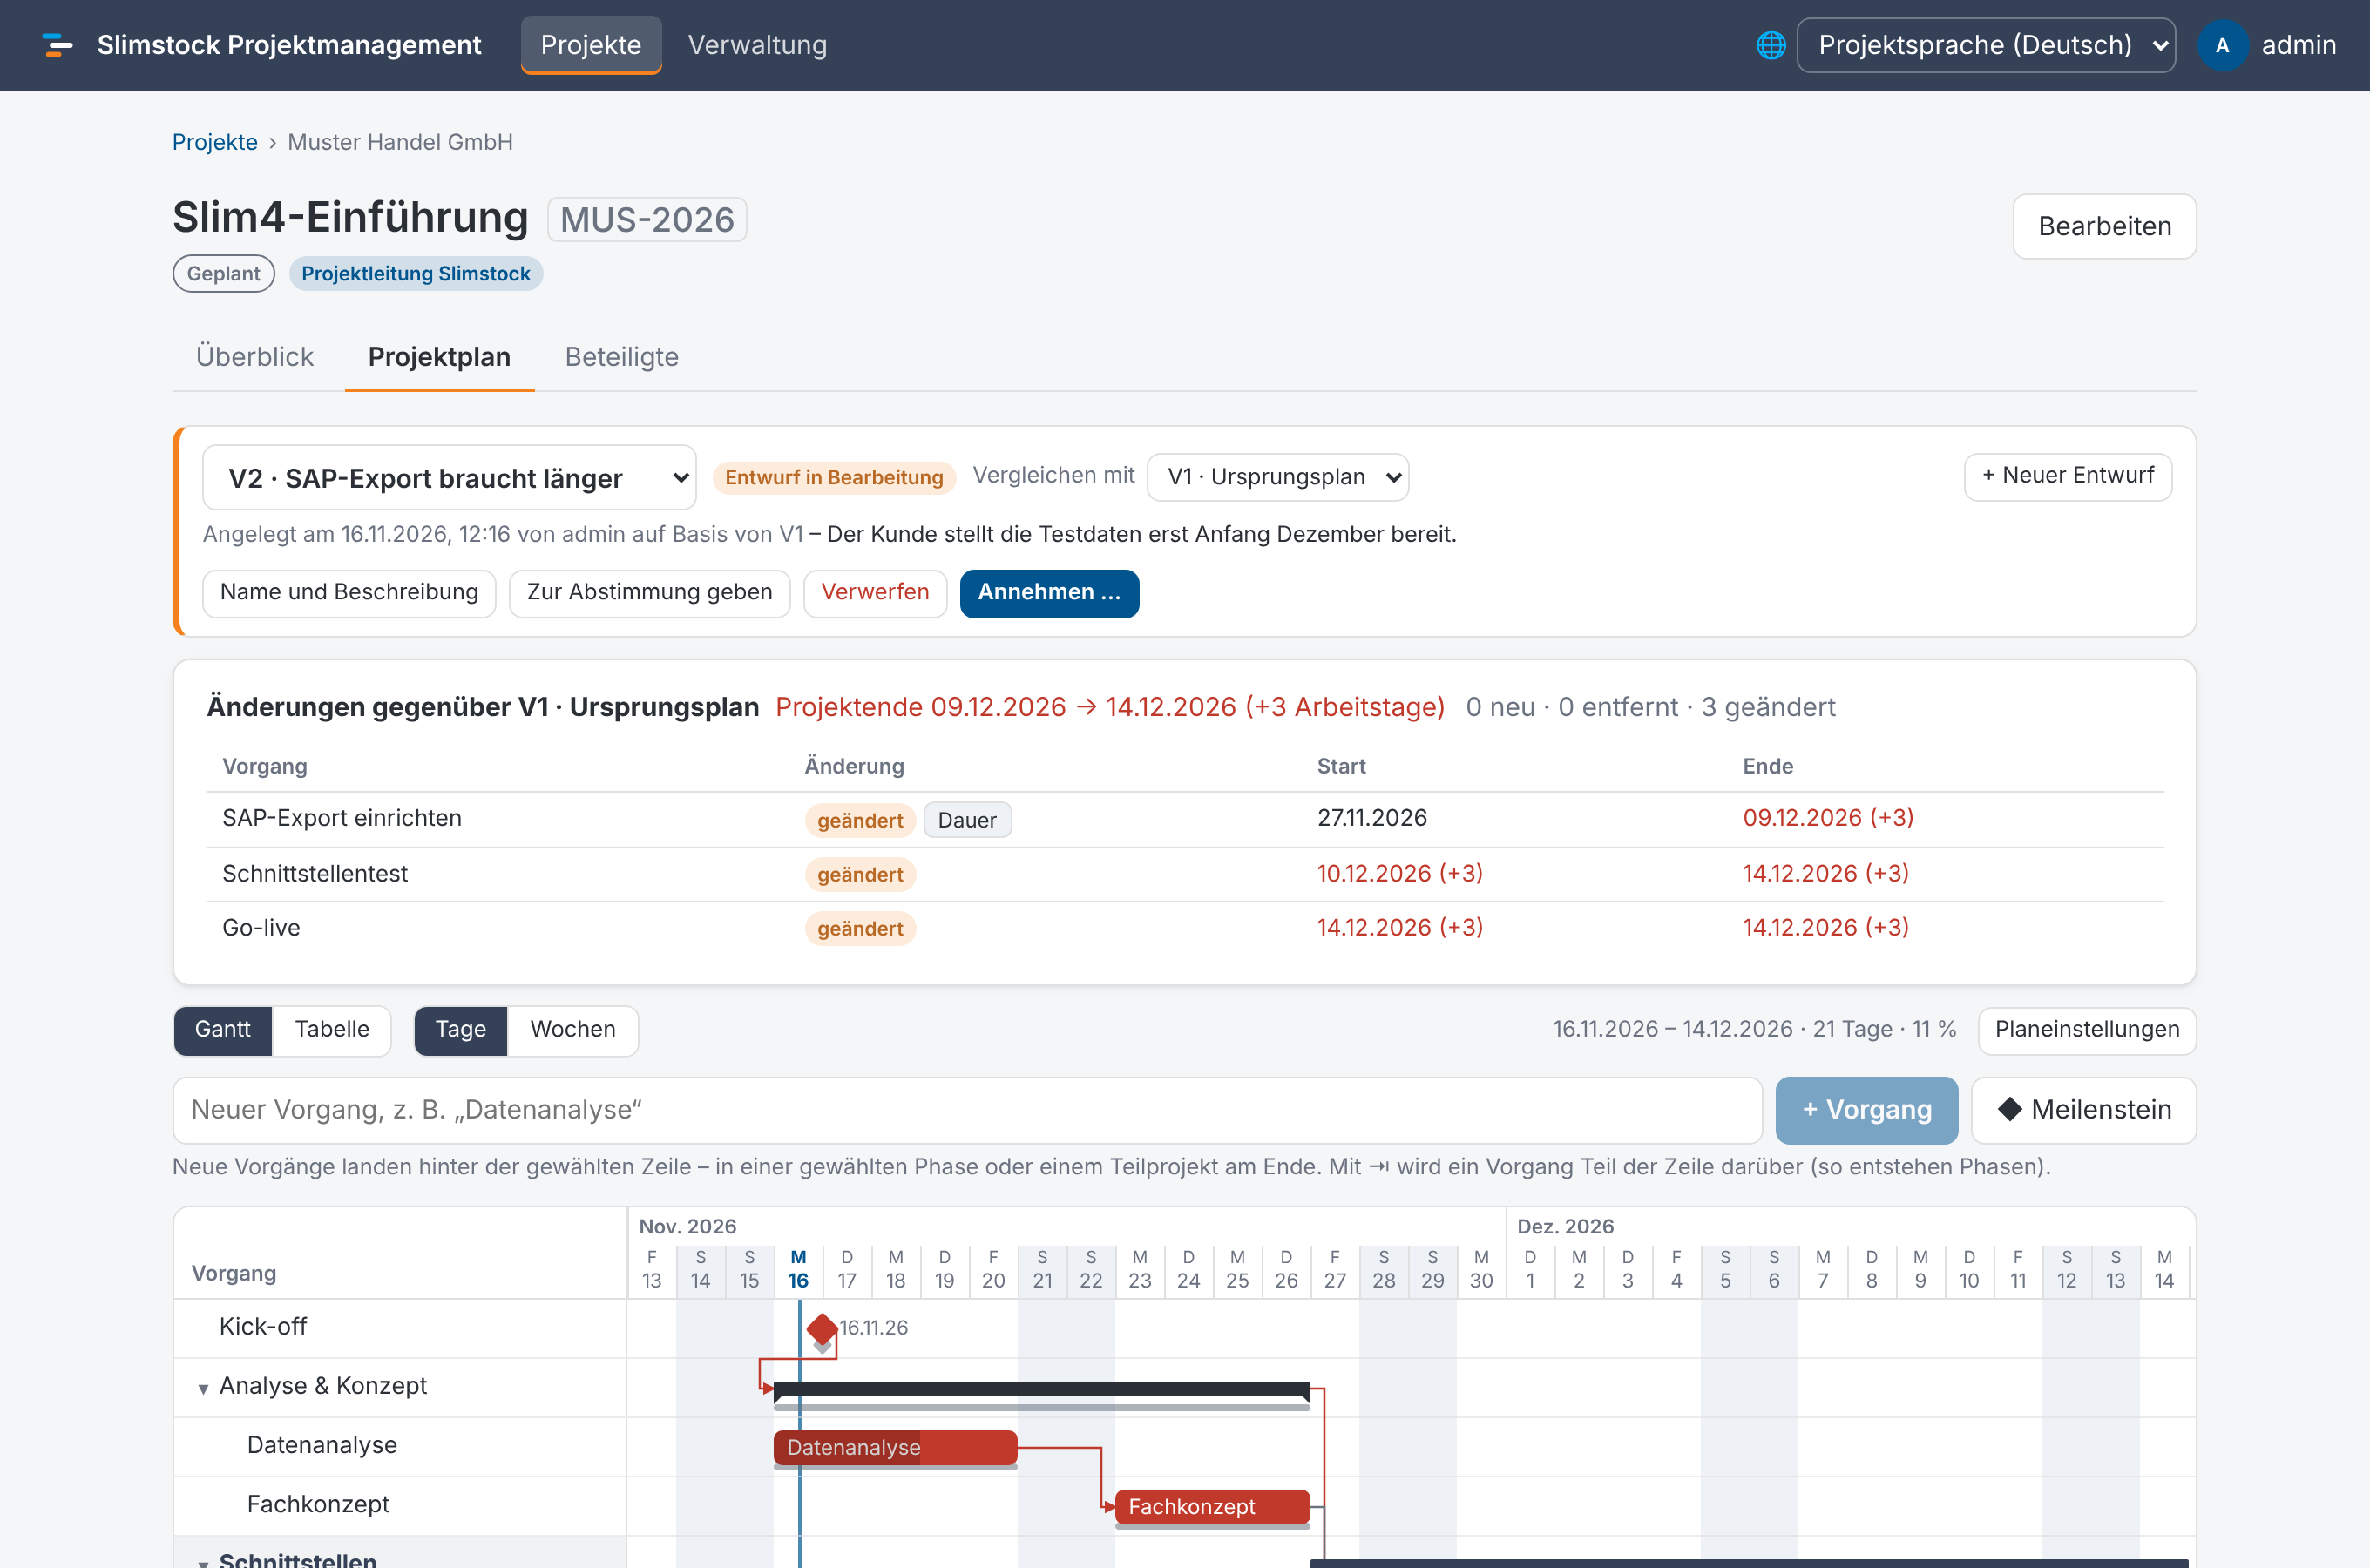 Slimstock Projektmanagement Projekte Verwaltung Projektsprache (Deutsch) A admin
Projekte › Muster Handel GmbH
Slim4-Einführung MUS-2026 Bearbeiten
Geplant Projektleitung Slimstock
Überblick Projektplan Beteiligte
V2 · SAP-Export braucht länger Entwurf in Bearbeitung Vergleichen mit V1 · Ursprungsplan + Neuer Entwurf
Angelegt am 16.11.2026, 12:16 von admin auf Basis von V1 – Der Kunde stellt die Testdaten erst Anfang Dezember bereit.
Name und Beschreibung Zur Abstimmung geben Verwerfen Annehmen ...
Änderungen gegenüber V1 · Ursprungsplan Projektende 09.12.2026 → 14.12.2026 (+3 Arbeitstage) 0 neu · 0 entfernt · 3 geändert
Vorgang Änderung Start Ende
SAP-Export einrichten geändert Dauer 27.11.2026 09.12.2026 (+3)
Schnittstellentest geändert 10.12.2026 (+3) 14.12.2026 (+3)
Go-live geändert 14.12.2026 (+3) 14.12.2026 (+3)
Gantt Tabelle Tage Wochen 16.11.2026 – 14.12.2026 · 21 Tage · 11 % Planeinstellungen
Neuer Vorgang, z. B. „Datenanalyse“ + Vorgang ◆ Meilenstein
Neue Vorgänge landen hinter der gewählten Zeile – in einer gewählten Phase oder einem Teilprojekt am Ende. Mit ⇥ wird ein Vorgang Teil der Zeile darüber (so entstehen Phasen).
Nov. 2026 Dez. 2026
F S S M D M D F S S M D M D F S S M D M D F S S M D M D F S S M
Vorgang 13 14 15 16 17 18 19 20 21 22 23 24 25 26 27 28 29 30 1 2 3 4 5 6 7 8 9 10 11 12 13 14
Kick-off 16.11.26
▾ Analyse & Konzept
Datenanalyse Datenanalyse
Fachkonzept Fachkonzept
▾ Schnittstellen